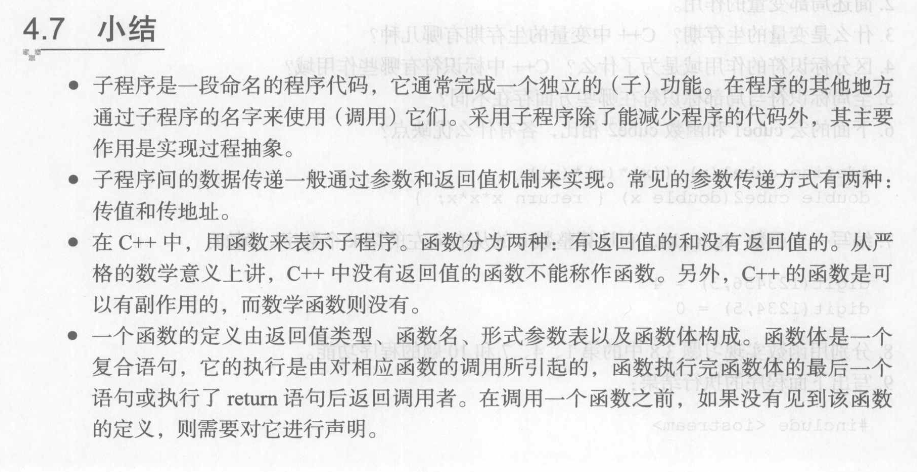 4.7 小结
● 子程序是一段命名的程序代码，它通常完成一个独立的（子）功能。在程序的其他地方
通过子程序的名字来使用（调用）它们。采用子程序除了能减少程序的代码外，其主要
作用是实现过程抽象。
● 子程序间的数据传递一般通过参数和返回值机制来实现。常见的参数传递方式有两种：
传值和传地址。
● 在 C++ 中，用函数来表示子程序。函数分为两种：有返回值的和没有返回值的。从严
格的数学意义上讲，C++ 中没有返回值的函数不能称作函数。另外，C++ 的函数是可
以有副作用的，而数学函数则没有。
● 一个函数的定义由返回值类型、函数名、形式参数表以及函数体构成。函数体是一个
复合语句，它的执行是由对相应函数的调用所引起的，函数执行完函数体的最后一个
语句或执行了 return 语句后返回调用者。在调用一个函数之前，如果没有见到该函数
的定义，则需要对它进行声明。